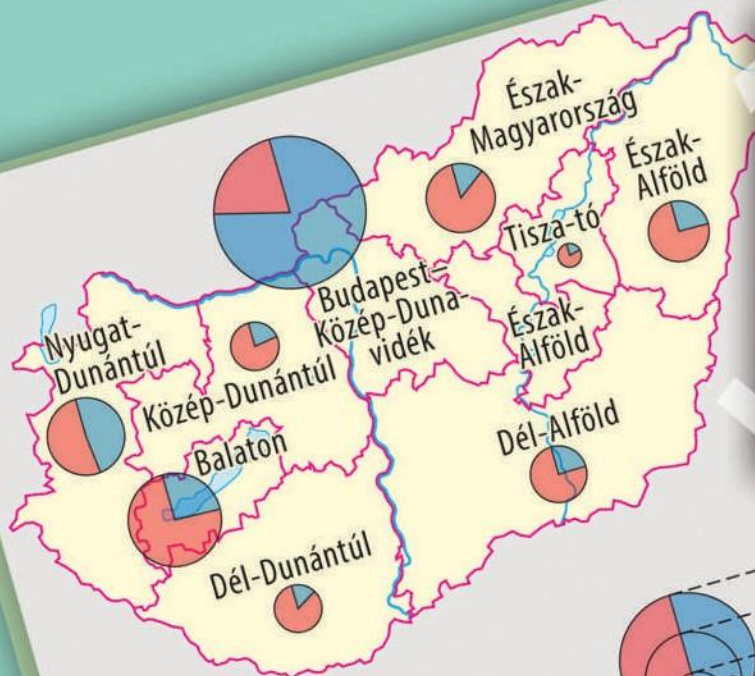 Észak-
Magyarország
Észak-
Alföld
Tisza-tó
Budapest–
Közép-Duna-
vidék
Észak-
Alföld
Nyugat-
Dunántúl
Közép-Dunántúl
Balaton
Dél-Alföld
Dél-Dunántúl